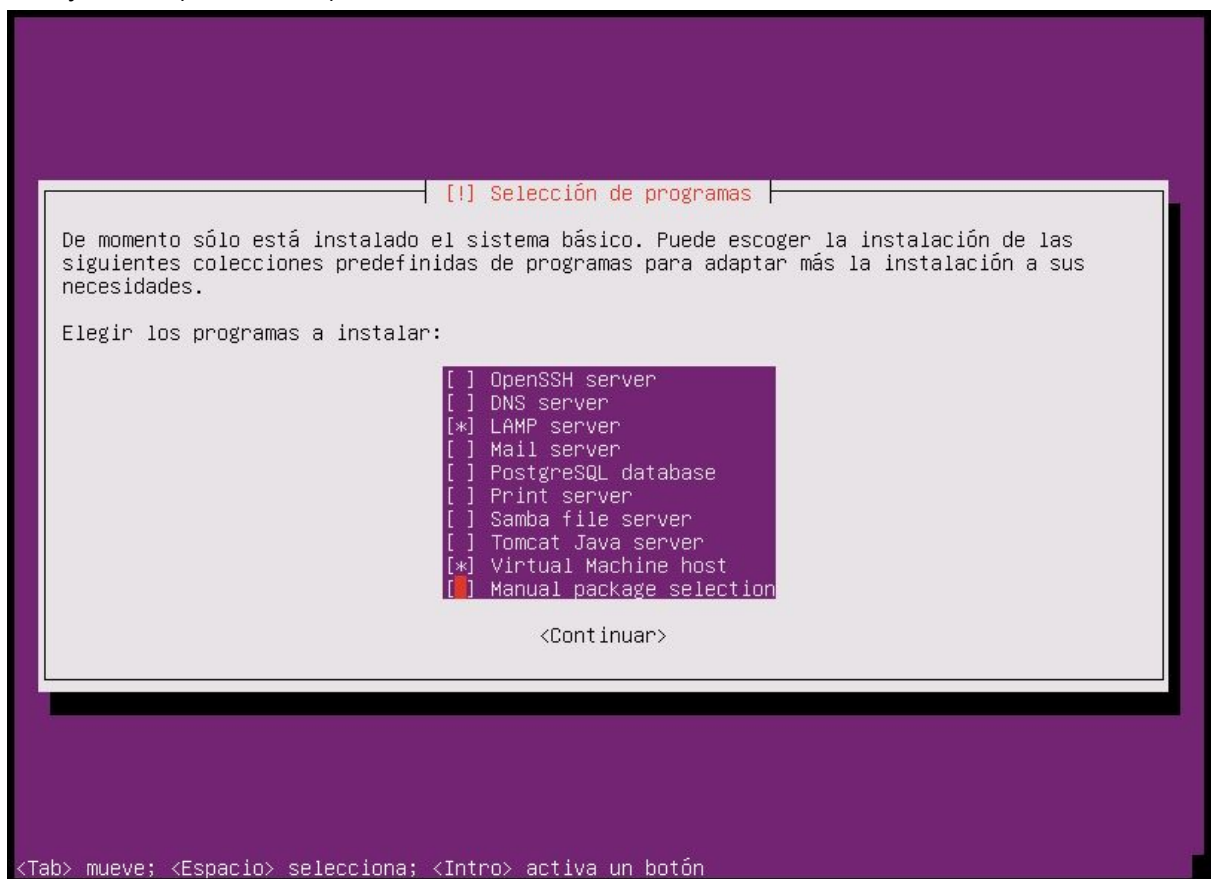 [!] Selección de programas
De momento sólo está instalado el sistema básico. Puede escoger la instalación de las
siguientes colecciones predefinidas de programas para adaptar más la instalación a sus
necesidades.
Elegir los programas a instalar:
[ ] OpenSSH server
[ ] DNS server
[*] LAMP server
[ ] Mail server
[ ] PostgreSQL database
[ ] Print server
[ ] Samba file server
[ ] Tomcat Java server
[*] Virtual Machine host
[ ] Manual package selection
<Continuar>
<Tab> mueve; <Espacio> selecciona; <Intro> activa un botón